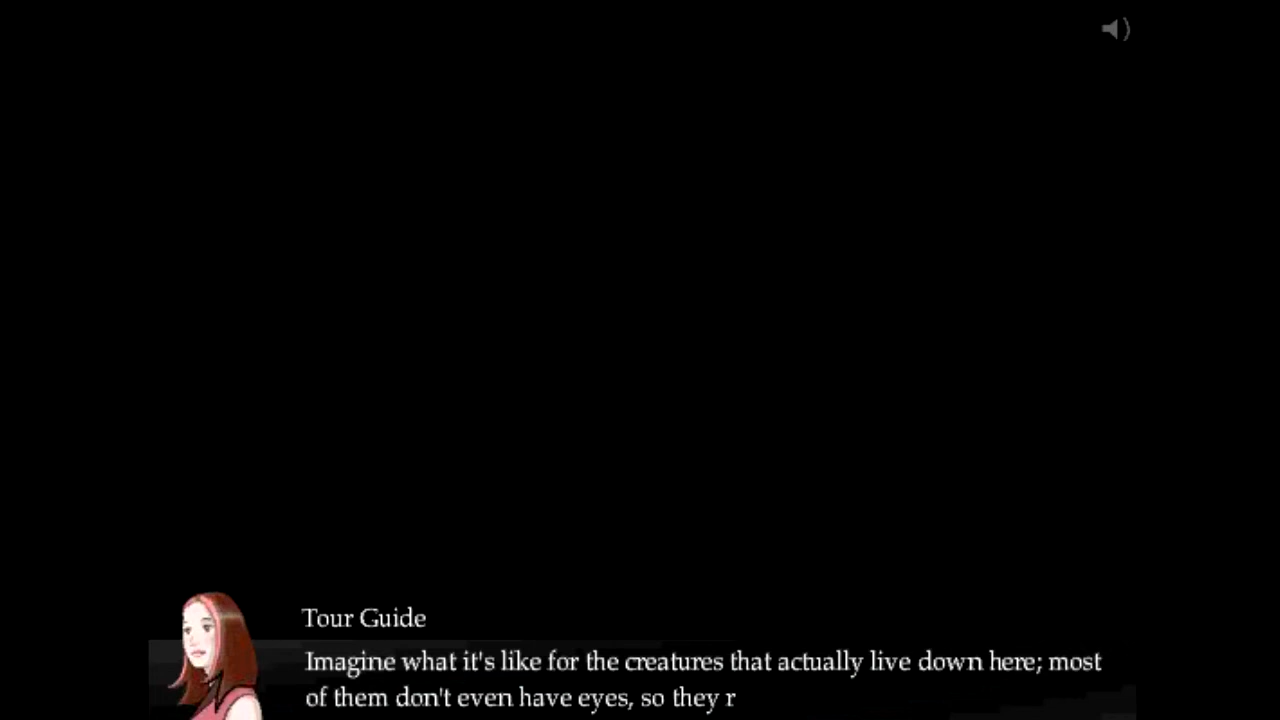 Tour Guide
Imagine what it's like for the creatures that actually live down here; most
of them don't even have eyes, so they r